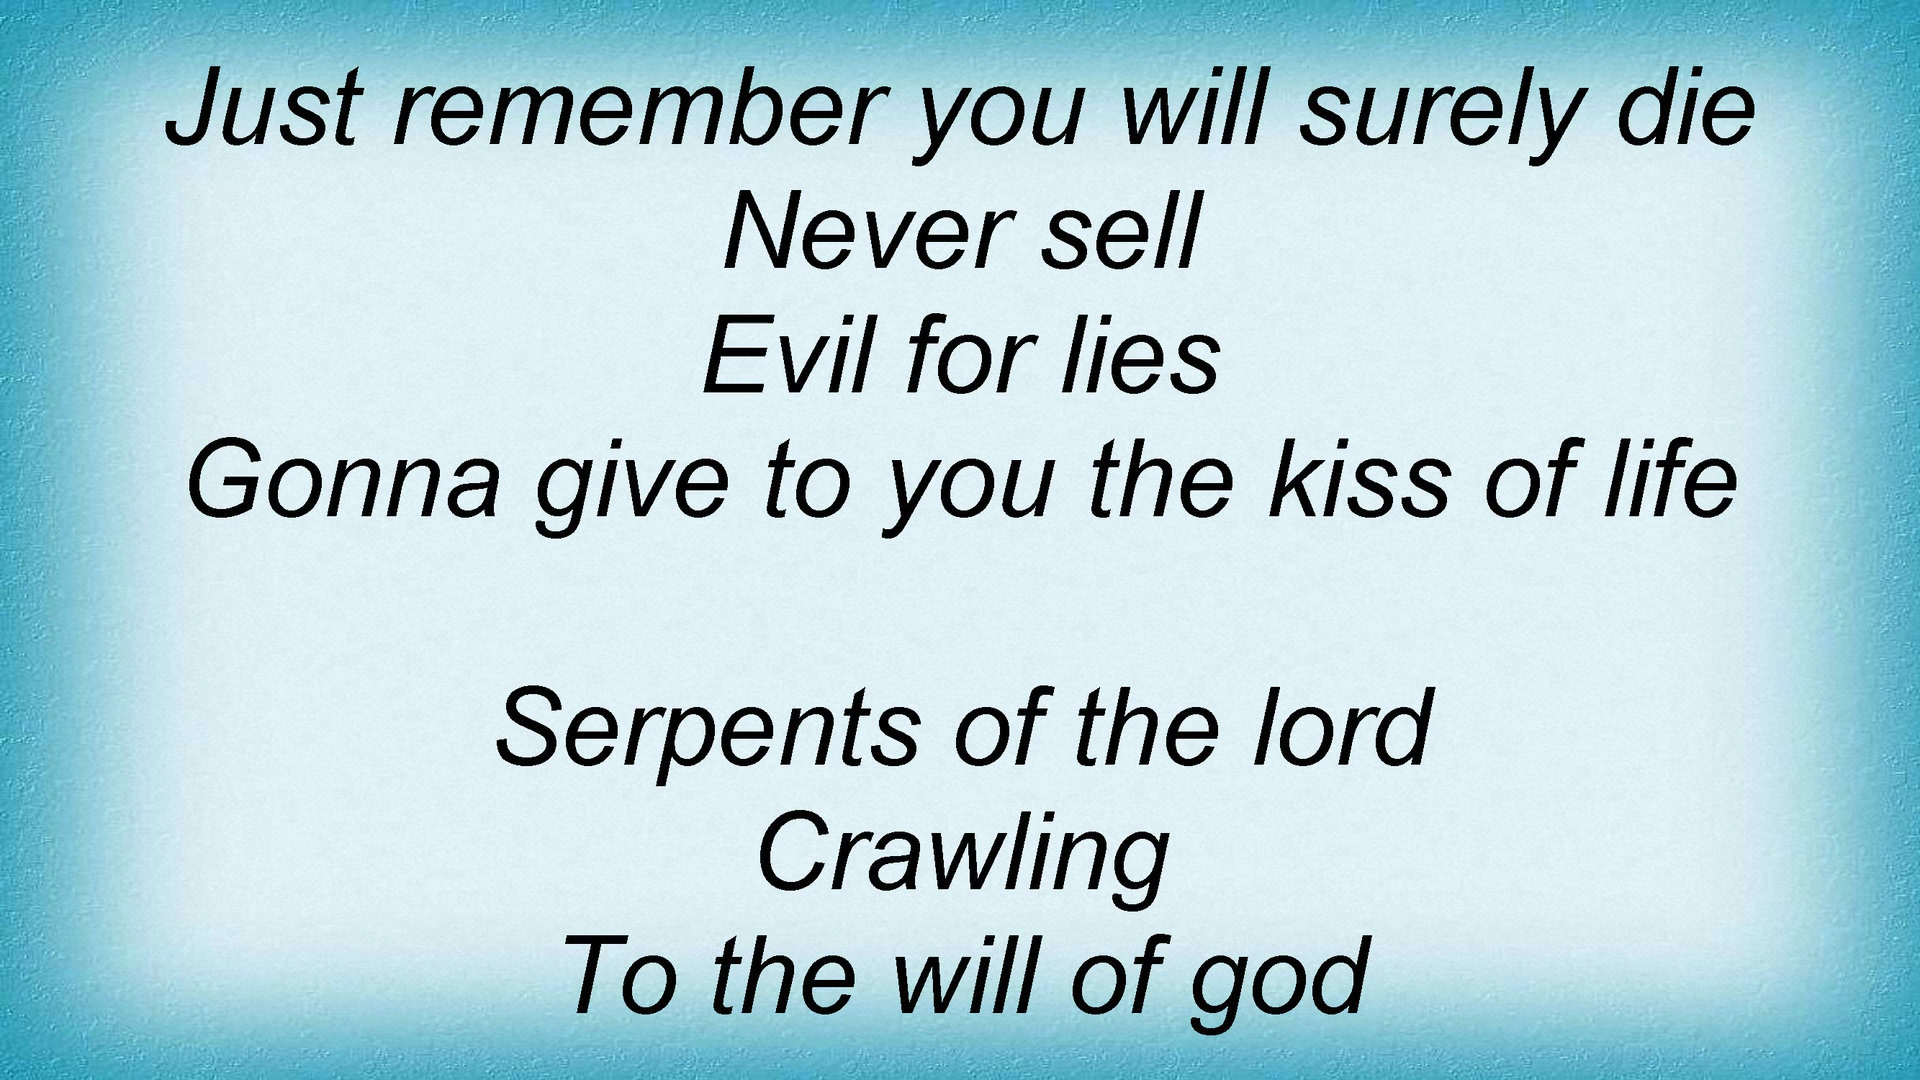 Just remember you will surely die
Never sell
Evil for lies
Gonna give to you the kiss of life
Serpents of the lord
Crawling
To the will of god